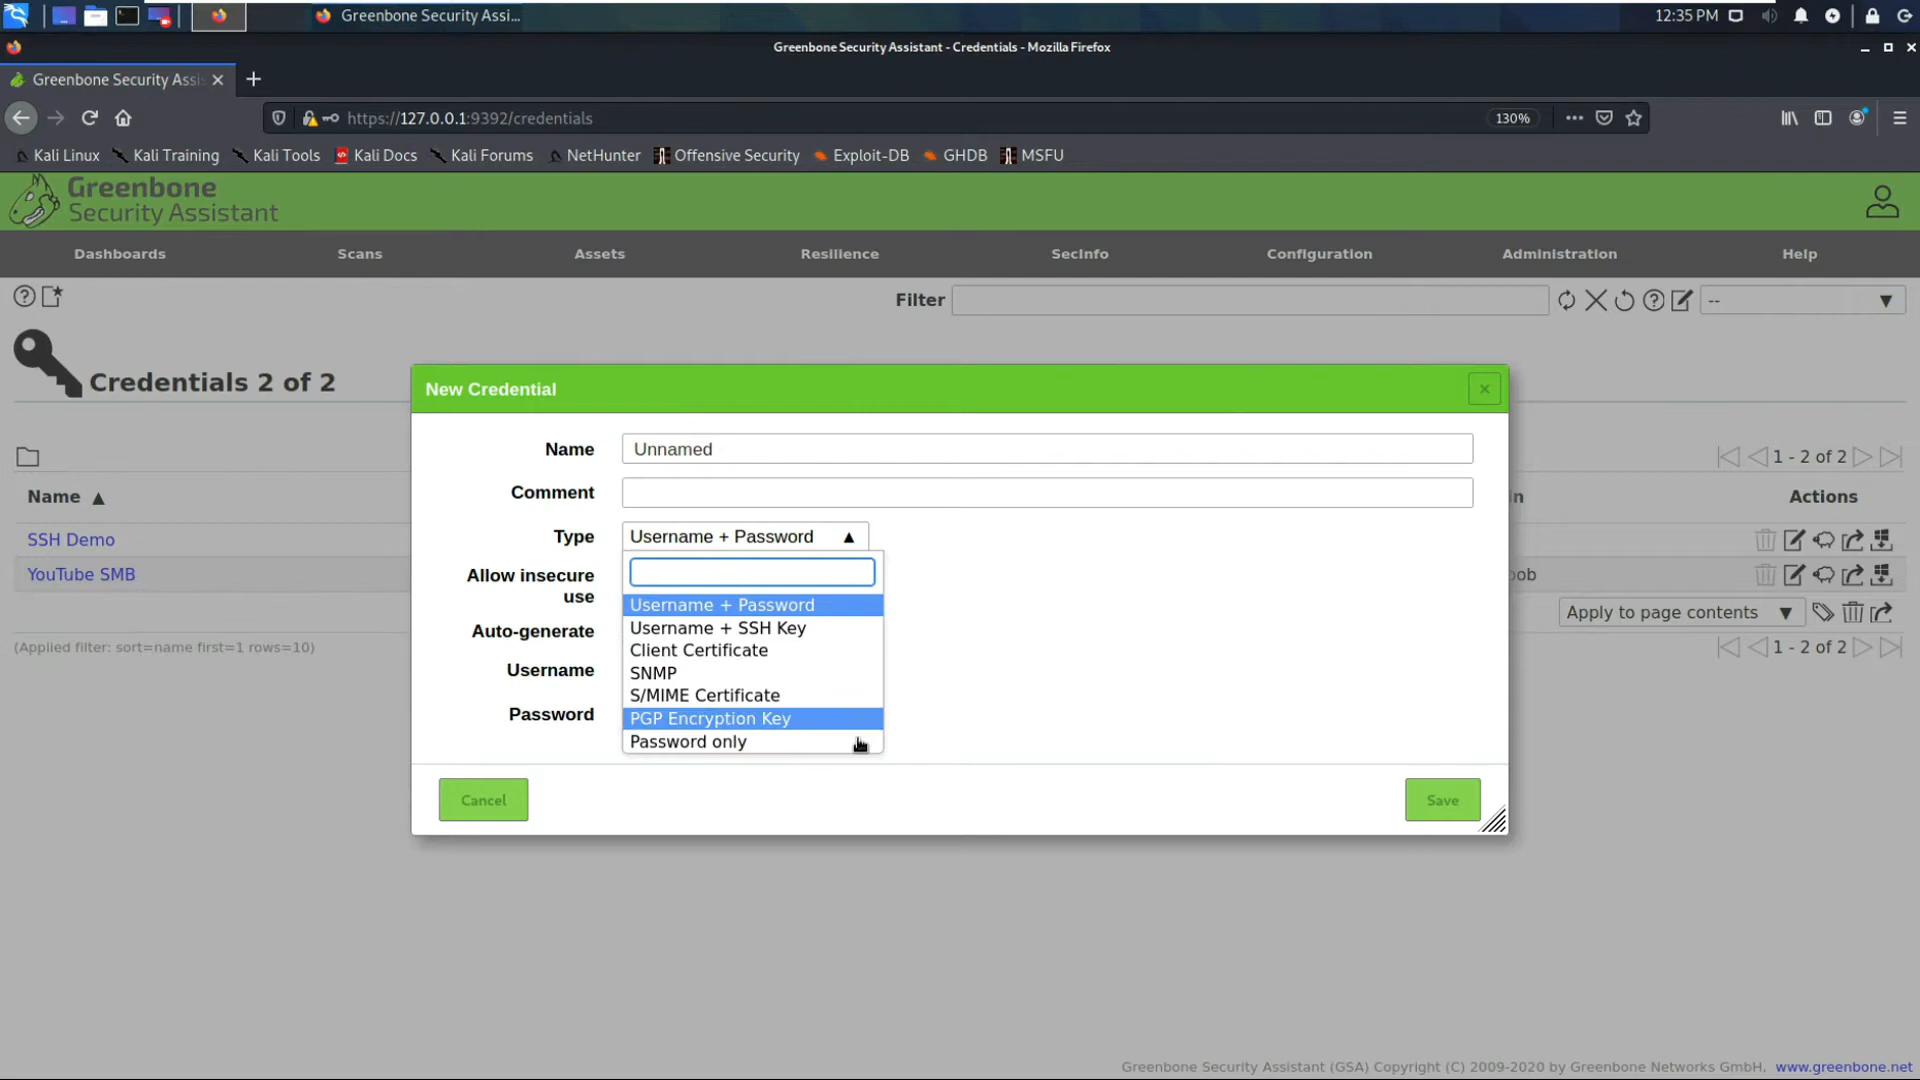 Greenbone Security Assi...
12:35 PM
Greenbone Security Assistant - Credentials - Mozilla Firefox
Greenbone Security Assis
https://127.0.0.1:9392/credentials
130%
Kali Linux
Kali Training
Kali Tools
Kali Docs
Kali Forums
NetHunter
Offensive Security
Exploit-DB
GHDB
MSFU
Greenbone
Security Assistant
Dashboards
Scans
Assets
Resilience
SecInfo
Configuration
Administration
Help
Filter
--
Credentials 2 of 2
New Credential
Name
Unnamed
Comment
Type
Username + Password
Allow insecure
use
Username + Password
Username + SSH Key
Client Certificate
SNMP
S/MIME Certificate
PGP Encryption Key
Password only
Auto-generate
Username
Password
Cancel
Save
1 - 2 of 2
Name
n
Actions
SSH Demo
YouTube SMB
ob
Apply to page contents
(Applied filter: sort=name first=1 rows=10)
1 - 2 of 2
Greenbone Security Assistant (GSA) Copyright (C) 2009-2020 by Greenbone Networks GmbH, www.greenbone.net